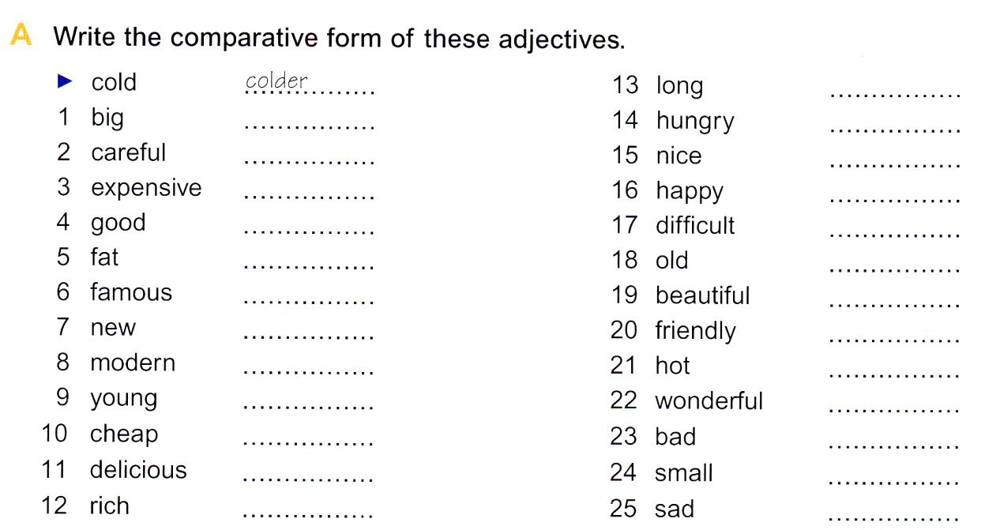 A Write the comparative form of these adjectives.
► cold colder ...............
1 big ...............
2 careful ...............
3 expensive ...............
4 good ...............
5 fat ...............
6 famous ...............
7 new ...............
8 modern ...............
9 young ...............
10 cheap ...............
11 delicious ...............
12 rich ...............
13 long ...............
14 hungry ...............
15 nice ...............
16 happy ...............
17 difficult ...............
18 old ...............
19 beautiful ...............
20 friendly ...............
21 hot ...............
22 wonderful ...............
23 bad ...............
24 small ...............
25 sad ...............